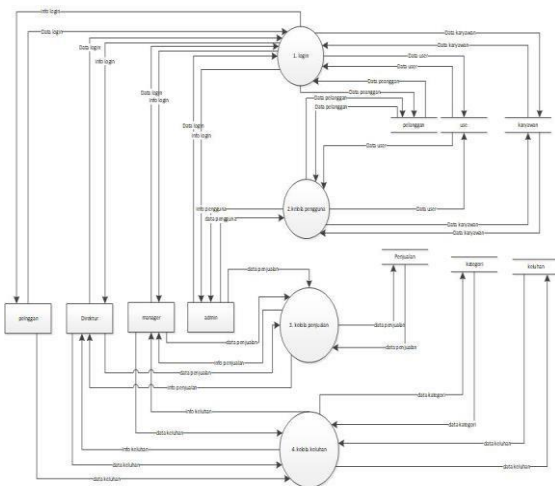 Info login
Data login
Data login
Info login
Data login
Info login
Data login
Info login
1. login
Data karyawan
Data karyawan
Data user
Data user
Data peanggan
Data peanggan
Data pelanggan
Data pelanggan
pelanggan
user
karyawan
Data user
Info pengguna
data pengguna
2.kelola pengguna
Data user
Data karyawan
Data karyawan
data penjualan
Penjualan
kategori
keluhan
pelnggan
Direktur
manager
admin
data penjualan
3. kelola penjualan
info penjualan
data penjualan
info penjualan
data penjualan
data penjualan
info keluhan
data kategori
data kategori
data keluhan
info keluhan
4. kelola keluhan
data keluhan
data keluhan
data keluhan
data keluhan